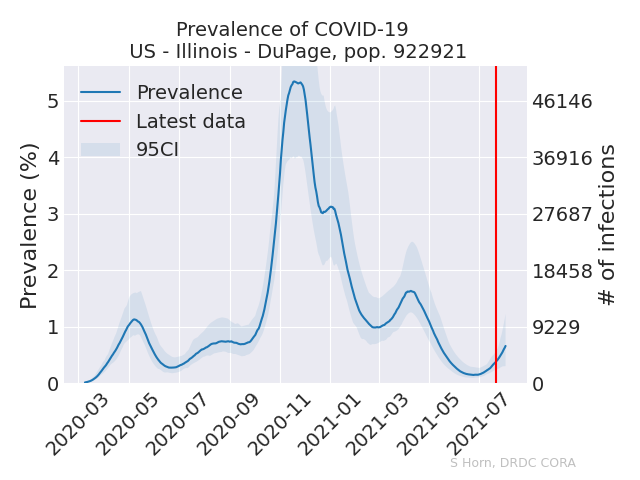 Prevalence of COVID-19
US - Illinois - DuPage, pop. 922921
Prevalence
Latest data
95CI
Prevalence (%)
5
4
3
2
1
0
46146
36916
27687
18458
9229
0
# of infections
2020-03
2020-05
2020-07
2020-09
2020-11
2021-01
2021-03
2021-05
2021-07
S Horn, DRDC CORA